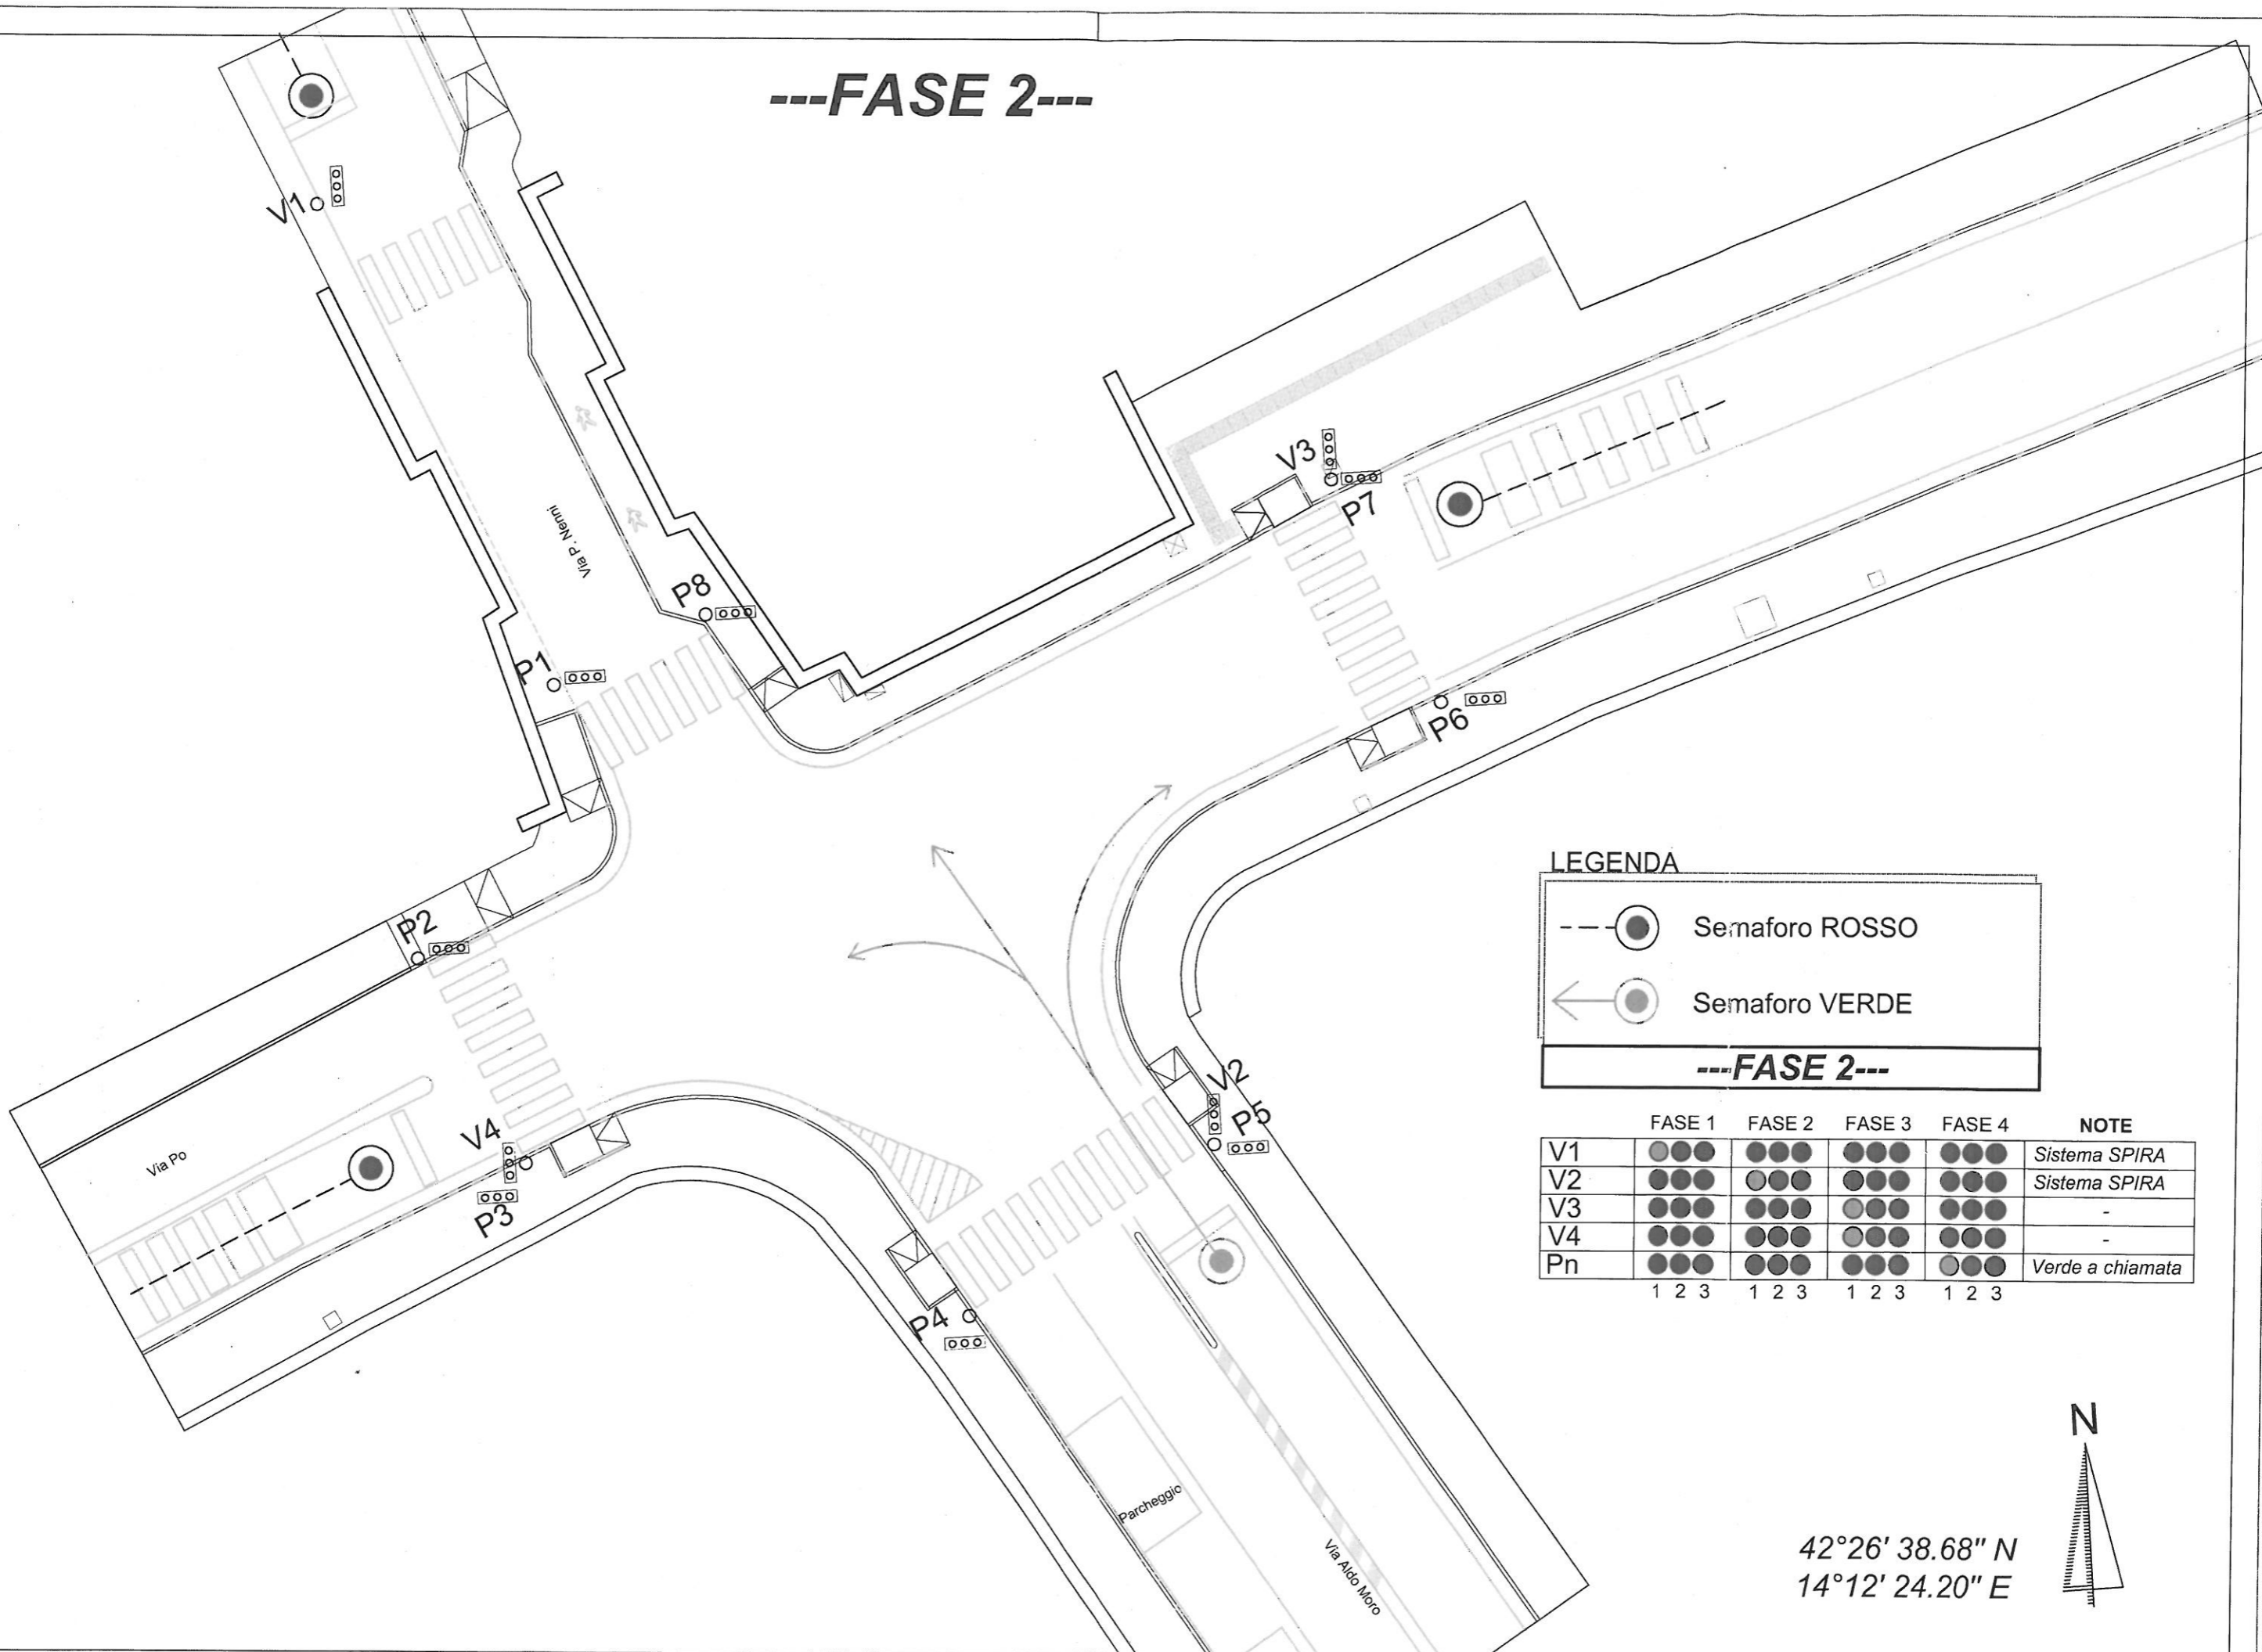 ---FASE 2---
V1
V3
P7
Via P. Nenni
P8
P1
P6
P2
V2
P5
V4
Via Po
P3
P4
Parcheggio
Via Aldo Moro
LEGENDA
Semaforo ROSSO
Semaforo VERDE
---FASE 2---
FASE 1 FASE 2 FASE 3 FASE 4 NOTE
V1 Sistema SPIRA
V2 Sistema SPIRA
V3 -
V4 -
Pn Verde a chiamata
1 2 3 1 2 3 1 2 3 1 2 3
N
42°26' 38.68" N
14°12' 24.20" E